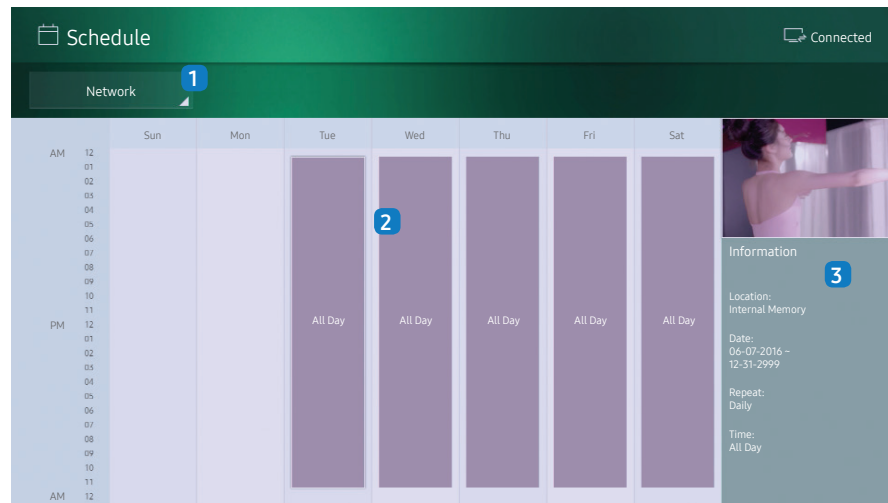 Schedule
Connected
Network
1
Sun Mon Tue Wed Thu Fri Sat
AM 12
01
02
03
04
05
06
07
08
09
10
11
PM 12
01
02
03
04
05
06
07
08
09
10
11
AM 12
2
All Day All Day All Day All Day All Day
Information
3
Location:
Internal Memory
Date:
06-07-2016 –
12-31-2999
Repeat:
Daily
Time:
All Day